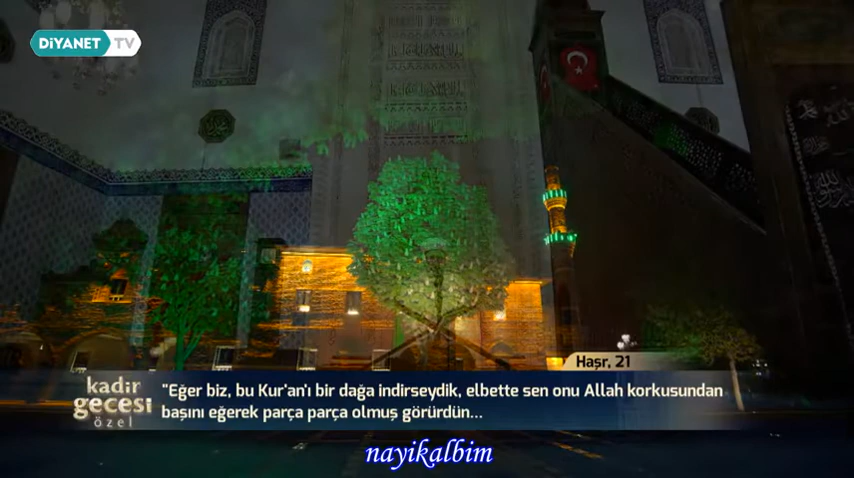 DİYANET TV
Haşr, 21
kadir
gecesi
özel
"Eğer biz, bu Kur'an'ı bir dağa indirseydik, elbette sen onu Allah korkusundan
başını eğerek parça parça olmuş görürdün...
nayikalbim